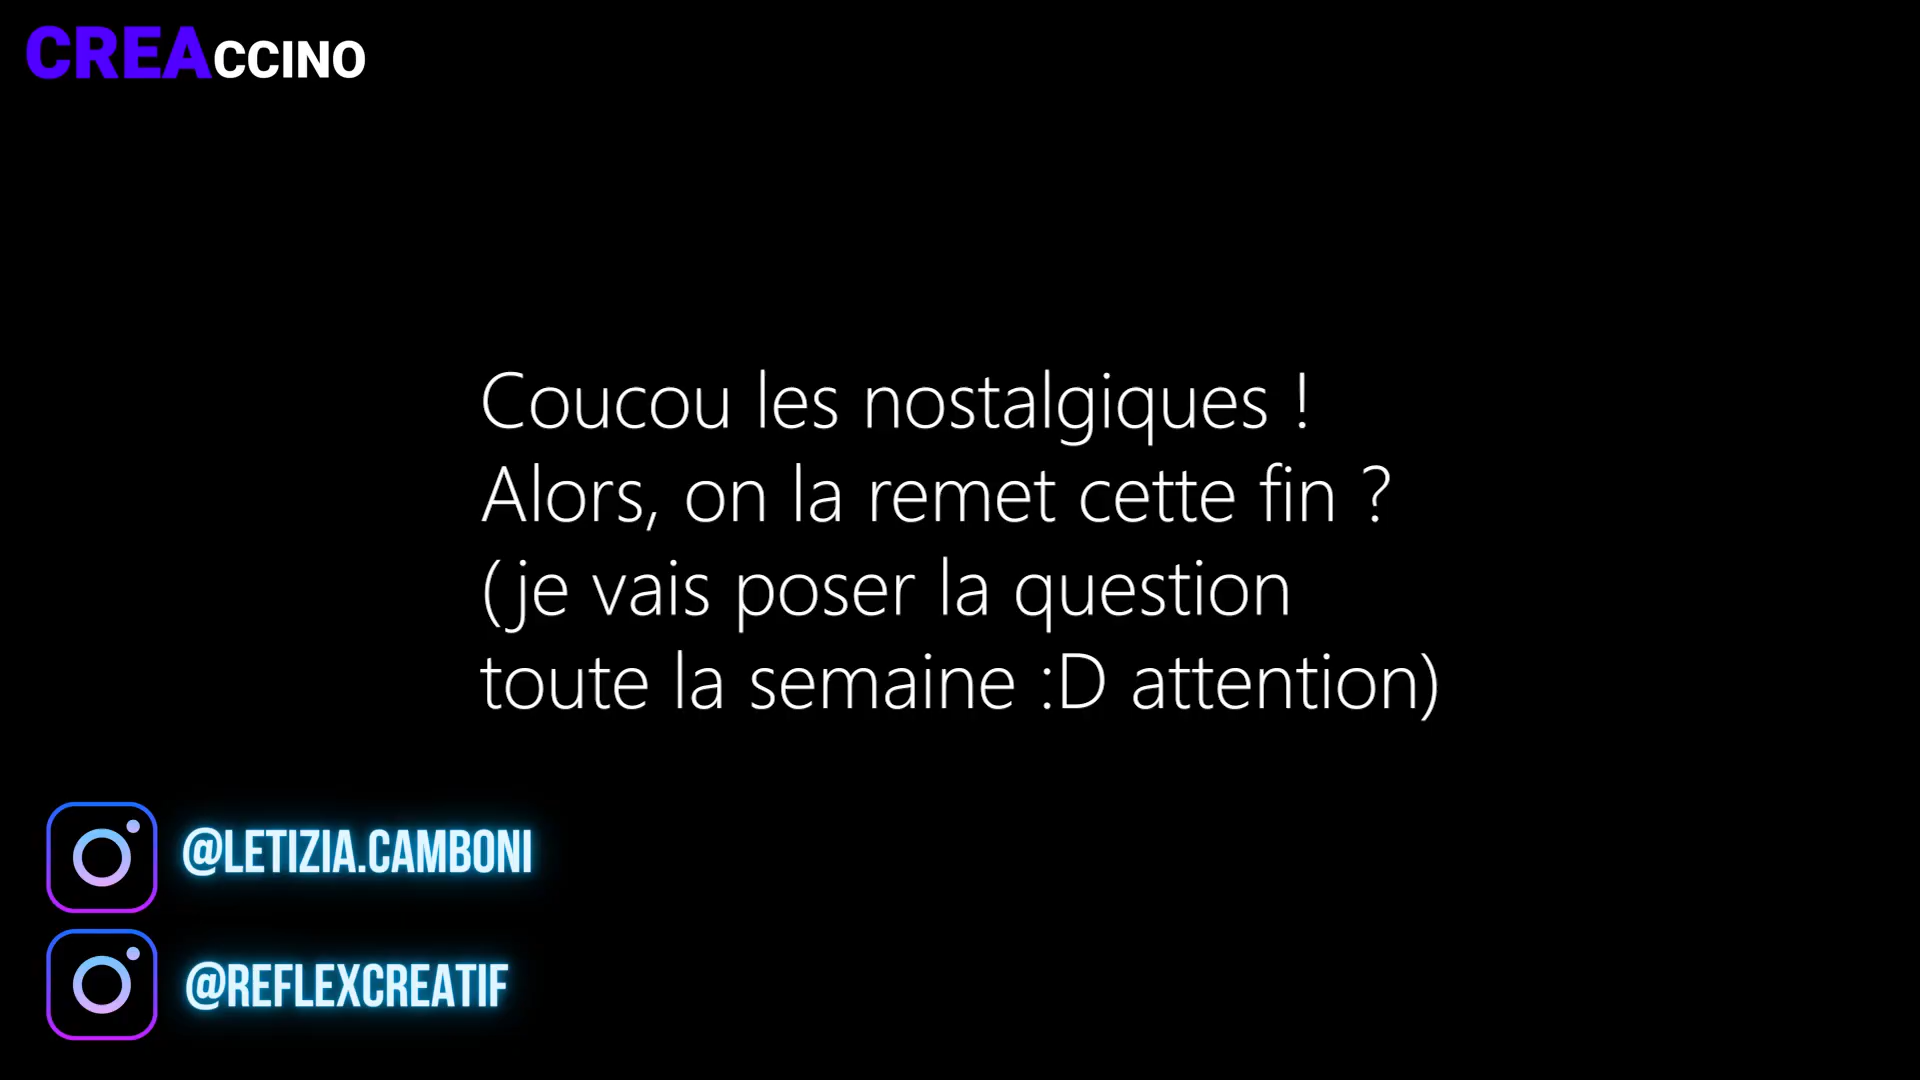 CREACCINO
Coucou les nostalgiques !
Alors, on la remet cette fin ?
(je vais poser la question
toute la semaine :D attention)
@LETIZIA.CAMBONI
@REFLEXCREATIF